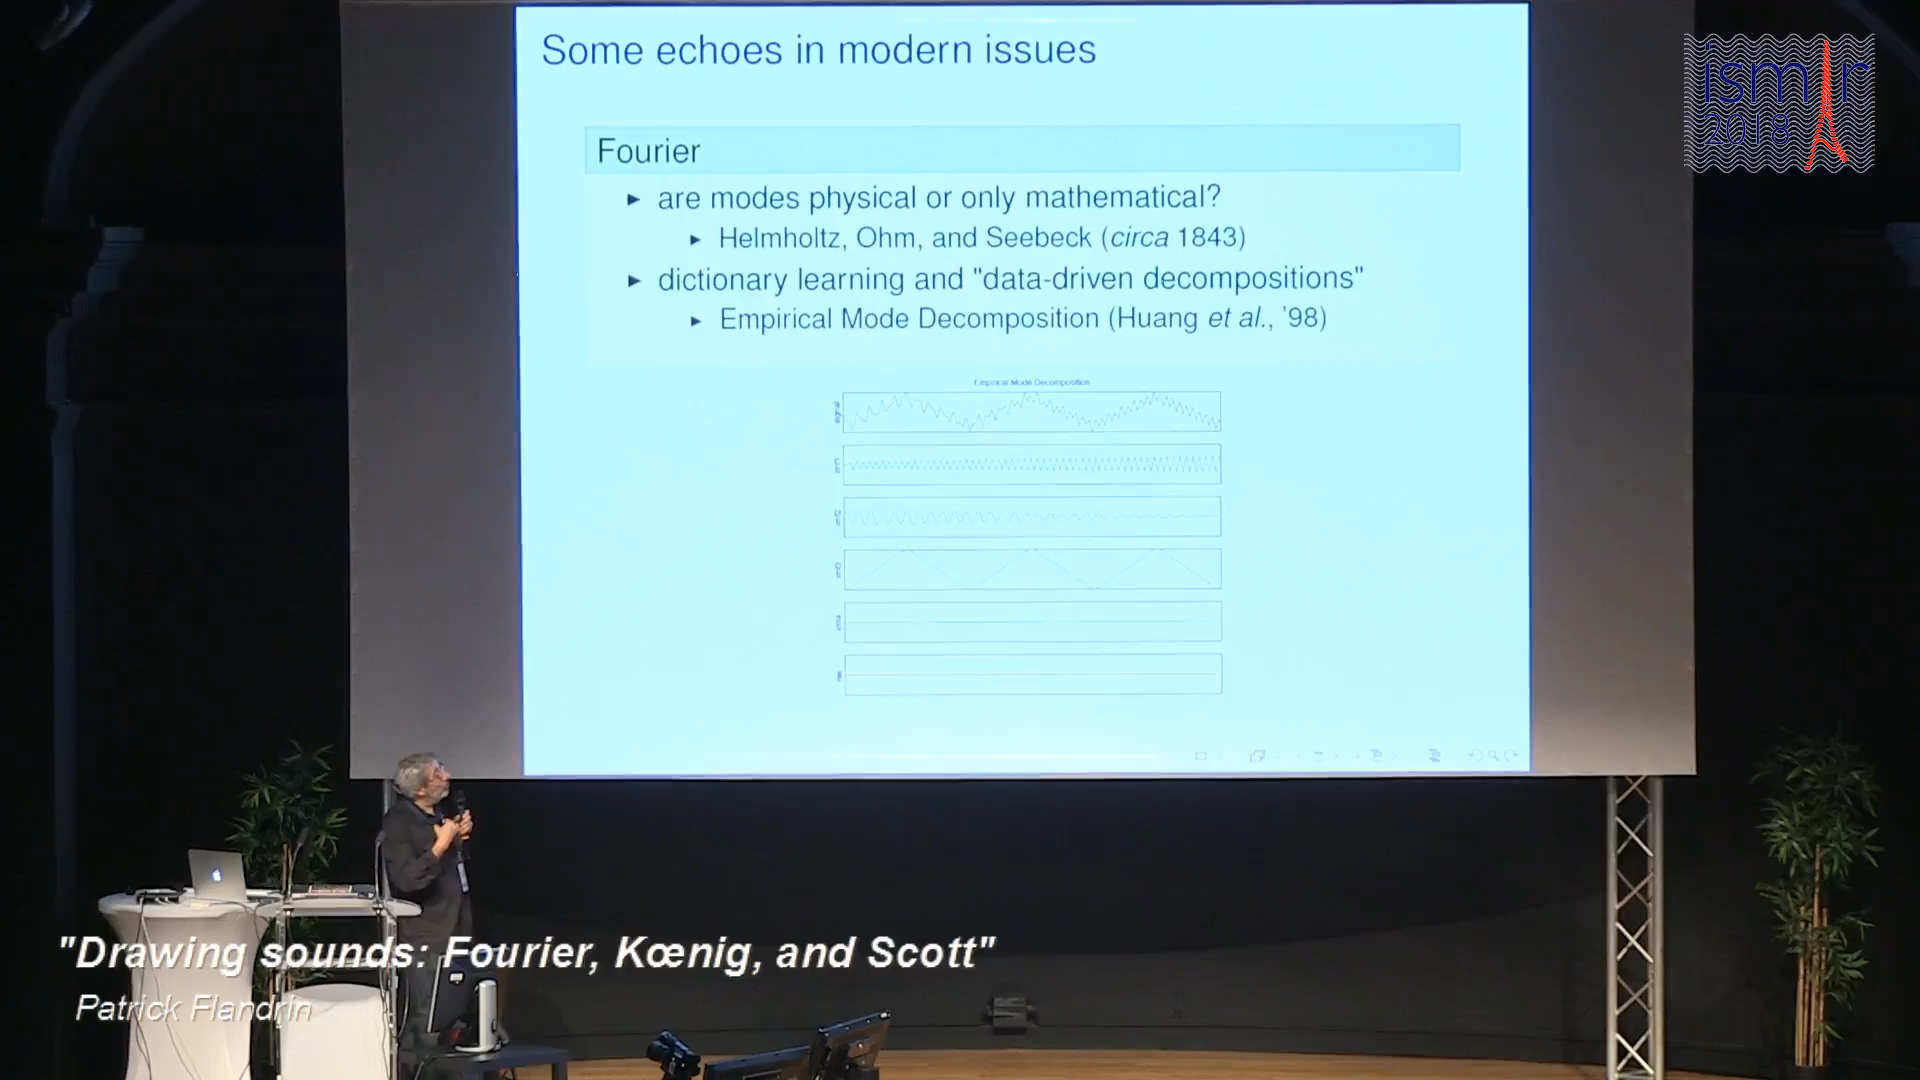 Some echoes in modern issues
ismir
2018
Fourier
are modes physical or only mathematical?
Helmholtz, Ohm, and Seebeck (circa 1843)
dictionary learning and "data-driven decompositions"
Empirical Mode Decomposition (Huang et al., '98)
Empirical Mode Decomposition
signal
"Drawing sounds: Fourier, Kœnig, and Scott"
Patrick Flandrin